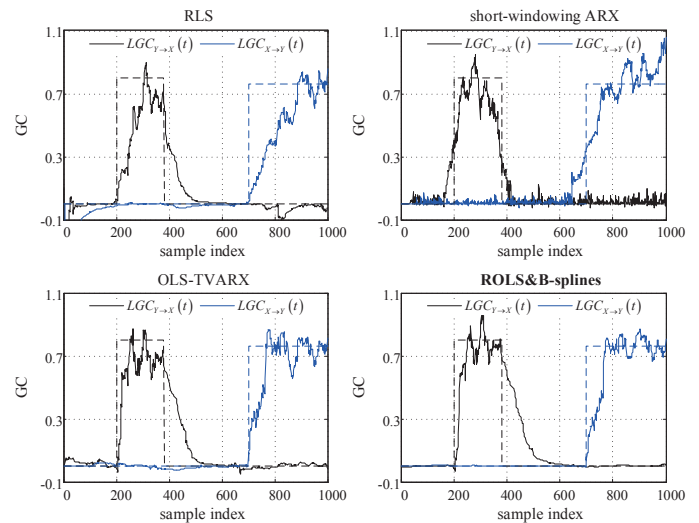 RLS
short-windowing ARX
LGC_{Y→X}(t) LGC_{X→Y}(t)
LGC_{Y→X}(t) LGC_{X→Y}(t)
GC
1.1
0.7
0.3
-0.1
0 200 400 600 800 1000
sample index
GC
1.1
0.7
0.3
-0.1
0 200 400 600 800 1000
sample index
OLS-TVARX
ROLS&B-splines
LGC_{Y→X}(t) LGC_{X→Y}(t)
LGC_{Y→X}(t) LGC_{X→Y}(t)
GC
1.1
0.7
0.3
-0.1
0 200 400 600 800 1000
sample index
GC
1.1
0.7
0.3
-0.1
0 200 400 600 800 1000
sample index